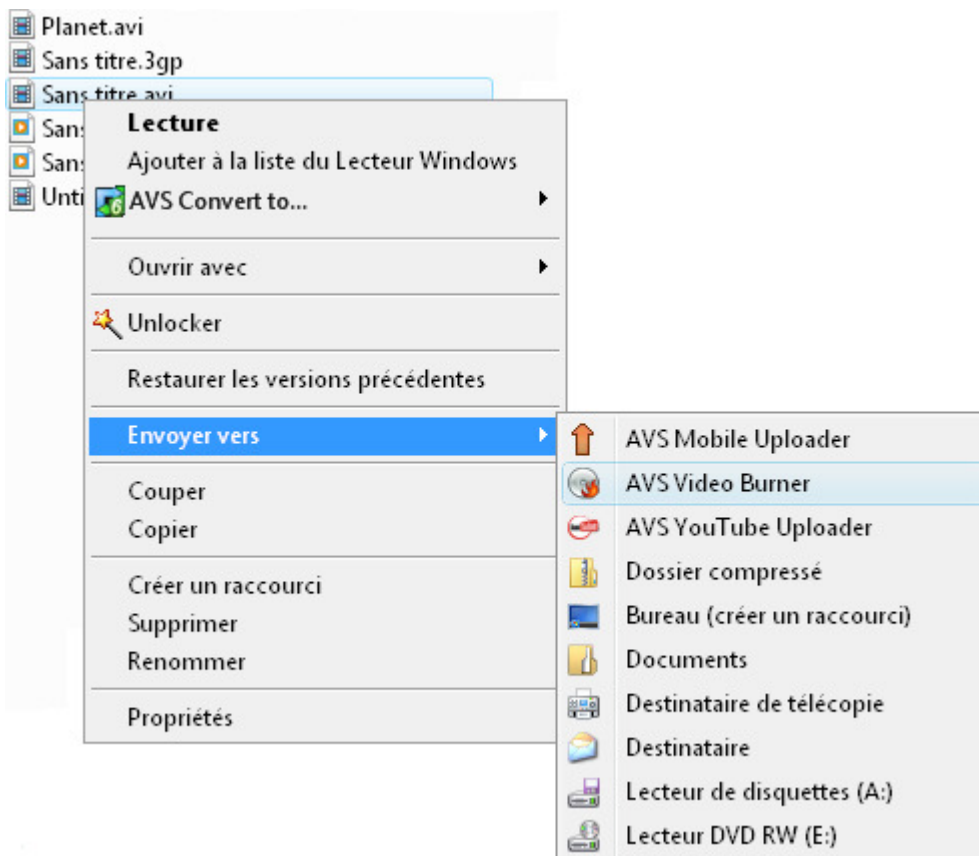 Planet.avi
Sans titre.3gp
Sans titre.avi
Sans
Sans
Unti
Lecture
Ajouter à la liste du Lecteur Windows
AVS Convert to...
Ouvrir avec
Unlocker
Restaurer les versions précédentes
Envoyer vers
Couper
Copier
Créer un raccourci
Supprimer
Renommer
Propriétés
AVS Mobile Uploader
AVS Video Burner
AVS YouTube Uploader
Dossier compressé
Bureau (créer un raccourci)
Documents
Destinataire de télécopie
Destinataire
Lecteur de disquettes (A:)
Lecteur DVD RW (E:)